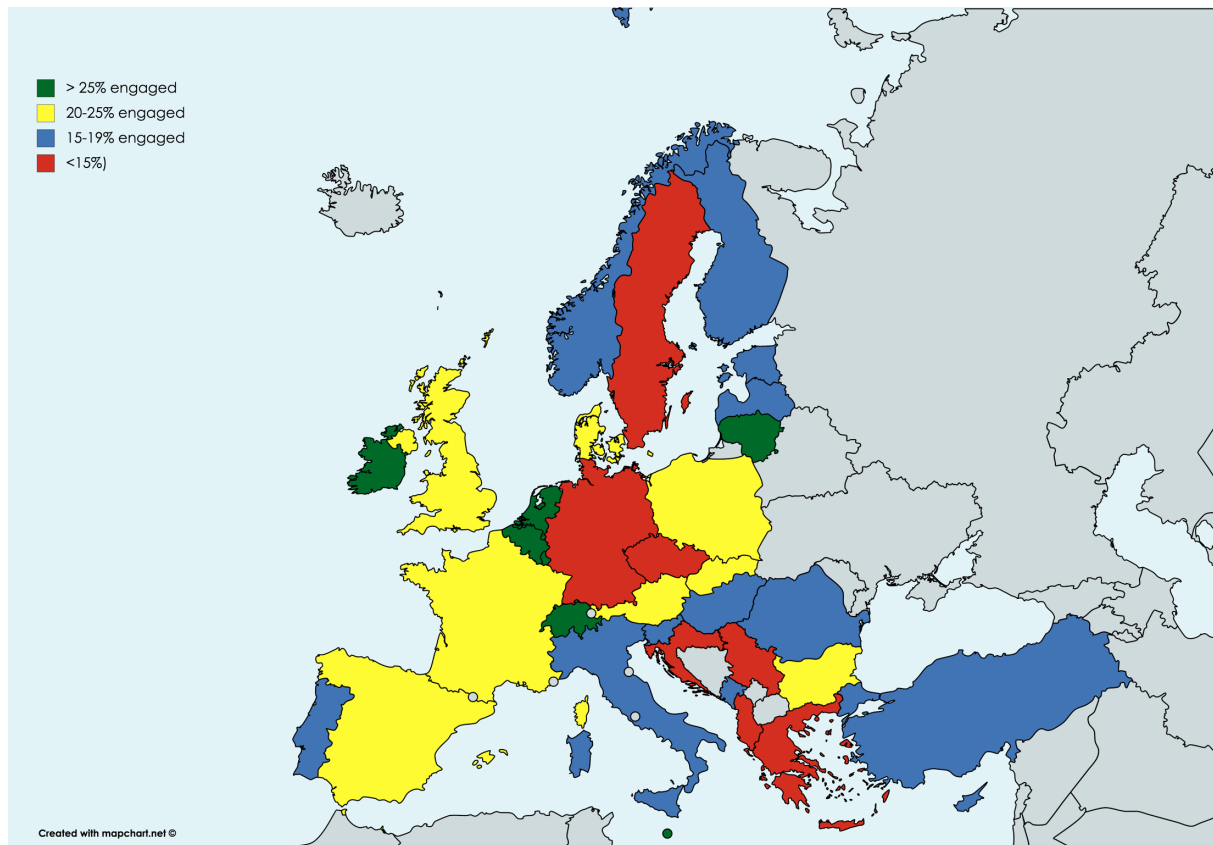 > 25% engaged
20-25% engaged
15-19% engaged
<15%)
Created with mapchart.net ©